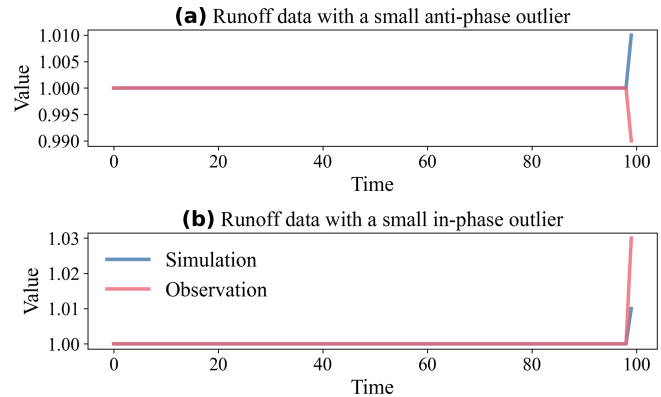 (a) Runoff data with a small anti-phase outlier
1.010
1.005
1.000
0.995
0.990
Value
0 20 40 60 80 100
Time
(b) Runoff data with a small in-phase outlier
1.03
1.02
1.01
1.00
Value
Simulation
Observation
0 20 40 60 80 100
Time